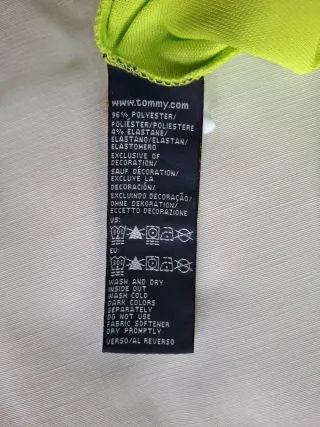 www.tommy.com
96% POLYESTER/
POLIÉSTER/POLIESTERE
4% ELASTANE/
ELASTANO/ELASTAN/
ELASTOMERO
EXCLUSIVE OF
DECORATION/
SAUF DÉCORATION/
EXCLUYE LA
DECORACIÓN/
EXCLUINDO DECORAÇÃO/
OHNE DEKORATION/
ECCETTO DECORAZIONE
US:
EU:
WASH AND DRY
INSIDE OUT
WASH COLD
DARK COLORS
SEPARATELY
DO NOT USE
FABRIC SOFTENER
DRY PROMPTLY
VERSO/AL REVERSO